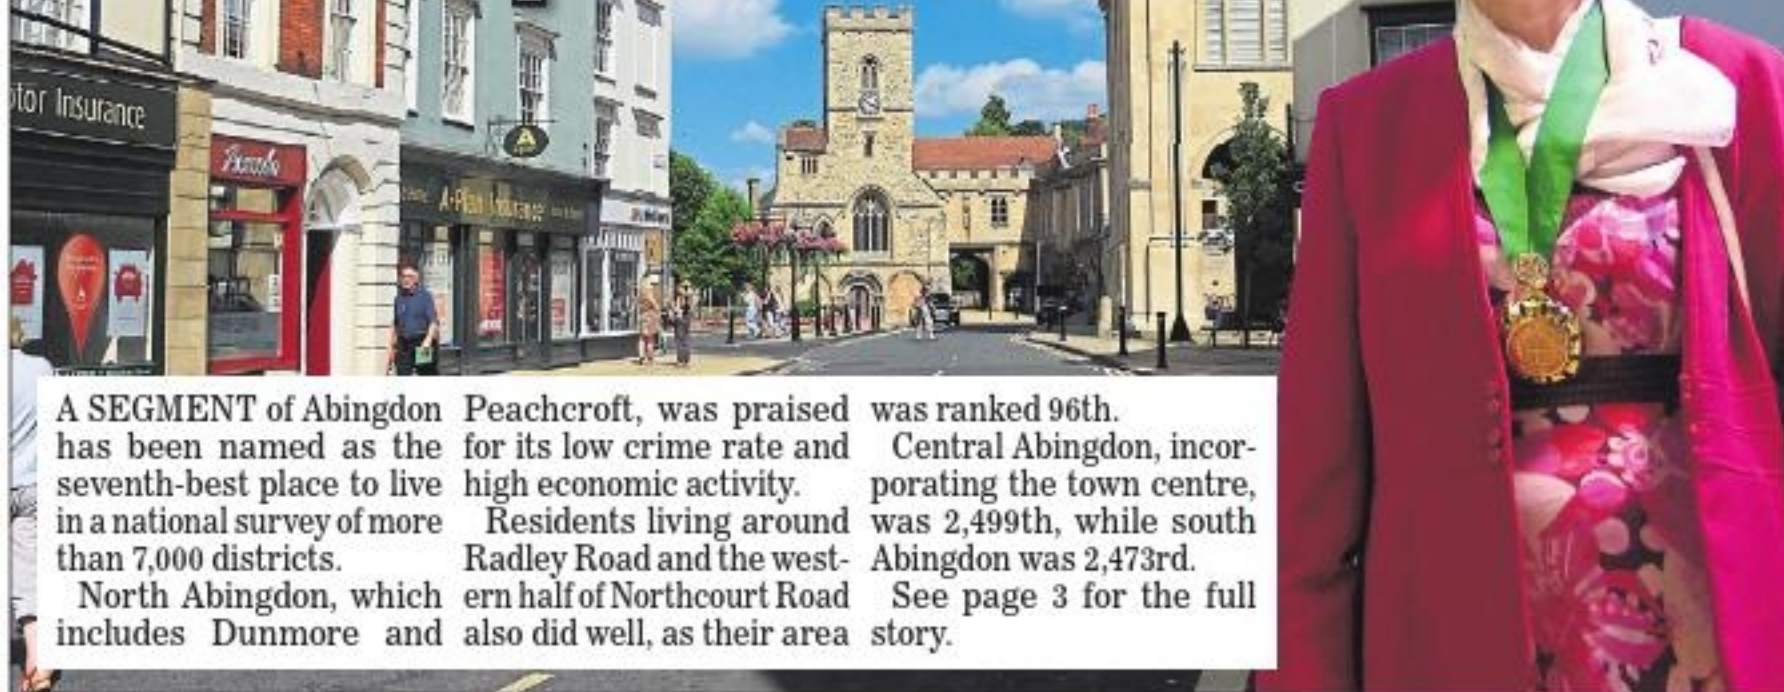 otor Insurance
A
A-Plan Insurance
A SEGMENT of Abingdon
has been named as the
seventh-best place to live
in a national survey of more
than 7,000 districts.
North Abingdon, which
includes Dunmore and
Peachcroft, was praised
for its low crime rate and
high economic activity.
Residents living around
Radley Road and the west-
ern half of Northcourt Road
also did well, as their area
was ranked 96th.
Central Abingdon, incor-
porating the town centre,
was 2,499th, while south
Abingdon was 2,473rd.
See page 3 for the full
story.